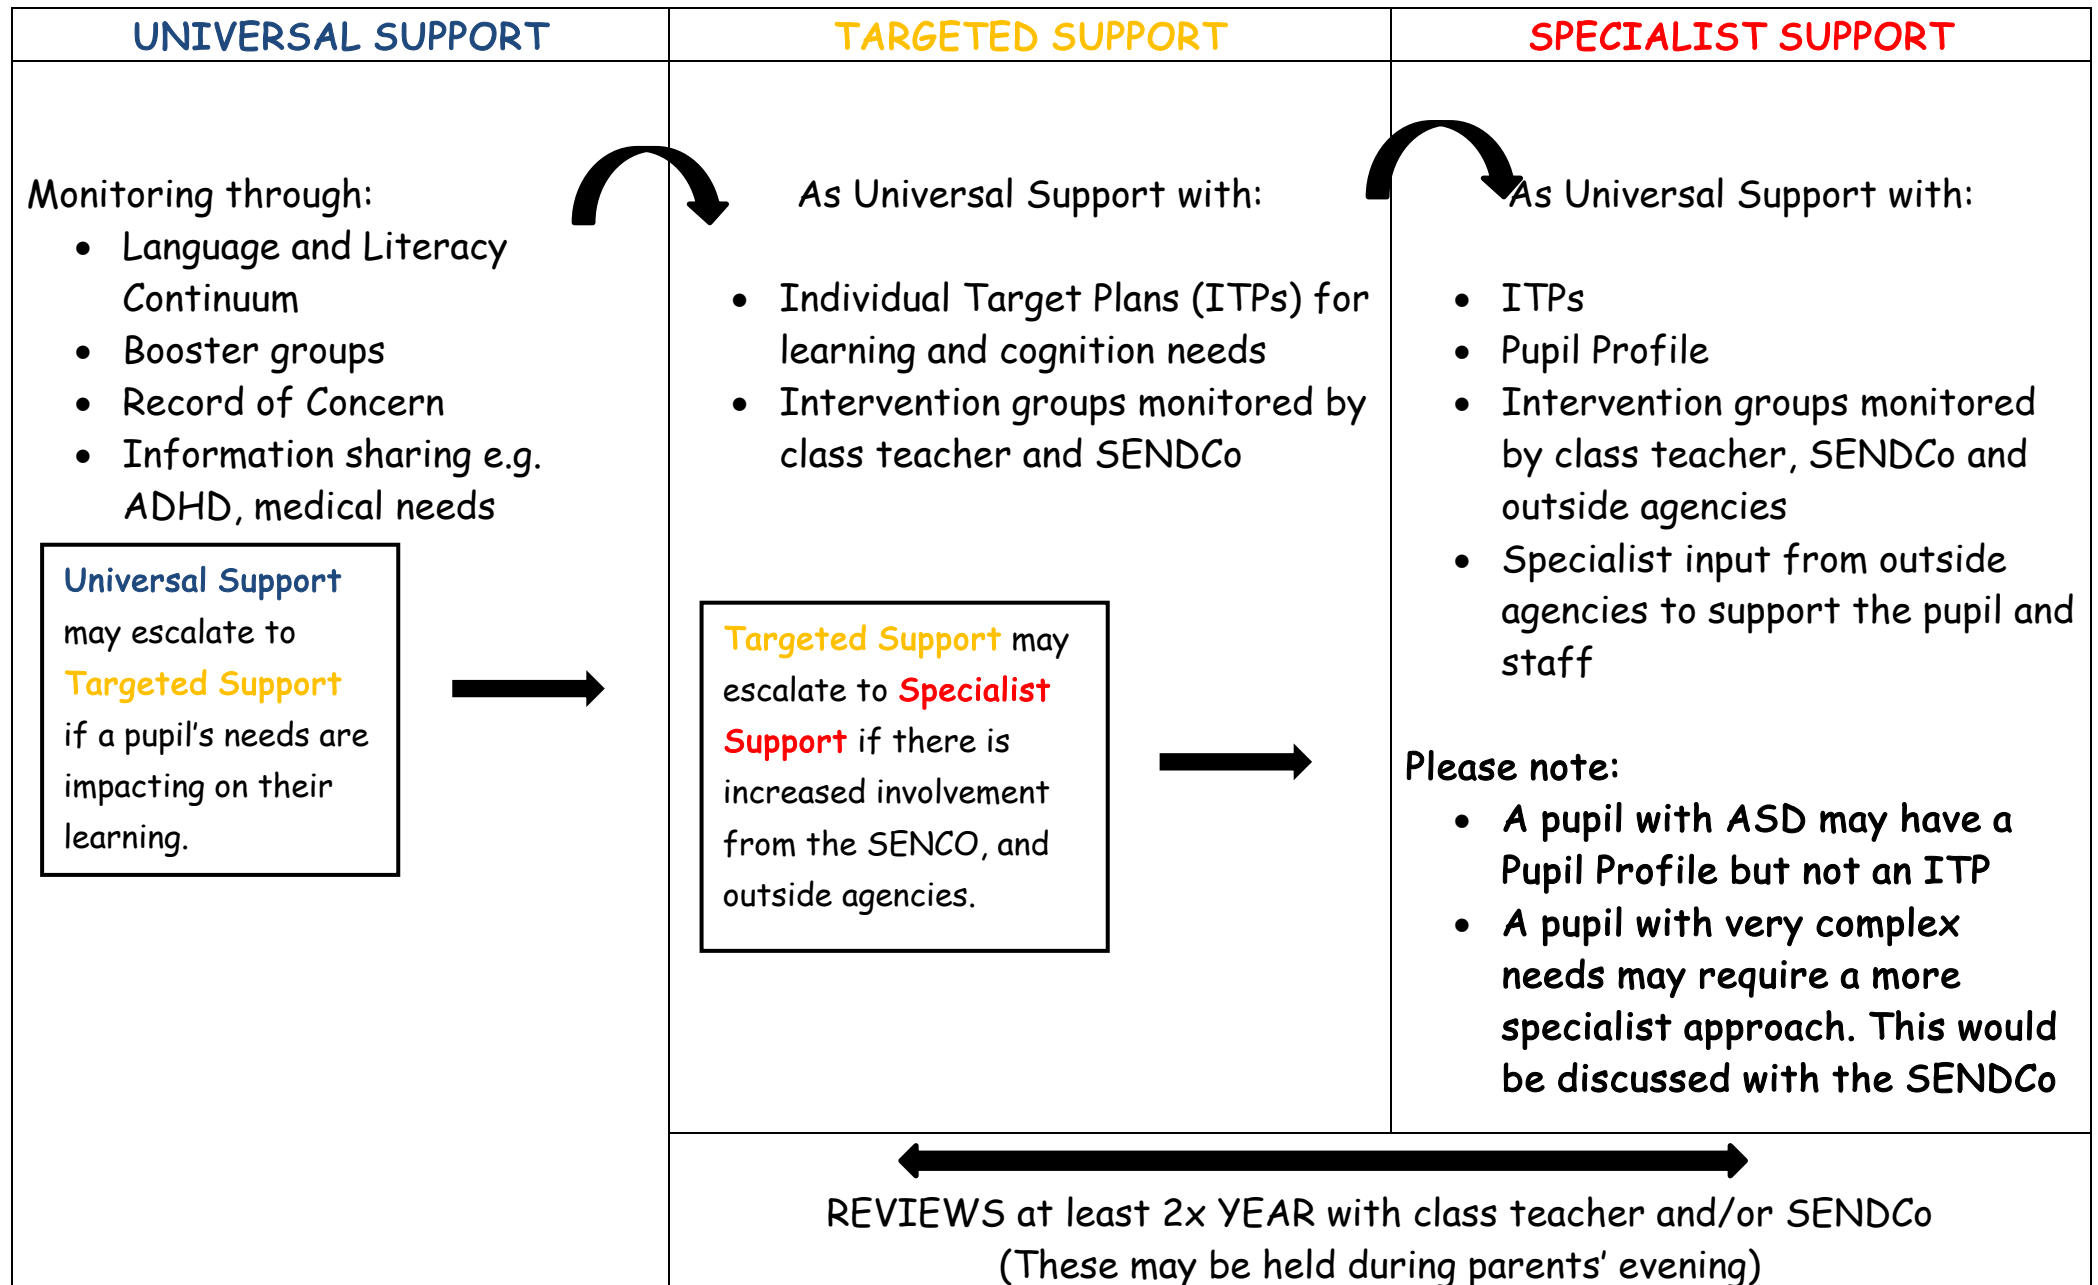 UNIVERSAL SUPPORT
TARGETED SUPPORT
SPECIALIST SUPPORT
Monitoring through:
• Language and Literacy
Continuum
• Booster groups
• Record of Concern
• Information sharing e.g.
ADHD, medical needs
Universal Support
may escalate to
Targeted Support
if a pupil's needs are
impacting on their
learning.
As Universal Support with:
• Individual Target Plans (ITPs) for
learning and cognition needs
• Intervention groups monitored by
class teacher and SENDCo
Targeted Support may
escalate to Specialist
Support if there is
increased involvement
from the SENCO, and
outside agencies.
As Universal Support with:
• ITPs
• Pupil Profile
• Intervention groups monitored
by class teacher, SENDCo and
outside agencies
• Specialist input from outside
agencies to support the pupil and
staff
Please note:
• A pupil with ASD may have a
Pupil Profile but not an ITP
• A pupil with very complex
needs may require a more
specialist approach. This would
be discussed with the SENDCo
REVIEWS at least 2x YEAR with class teacher and/or SENDCo
(These may be held during parents' evening)